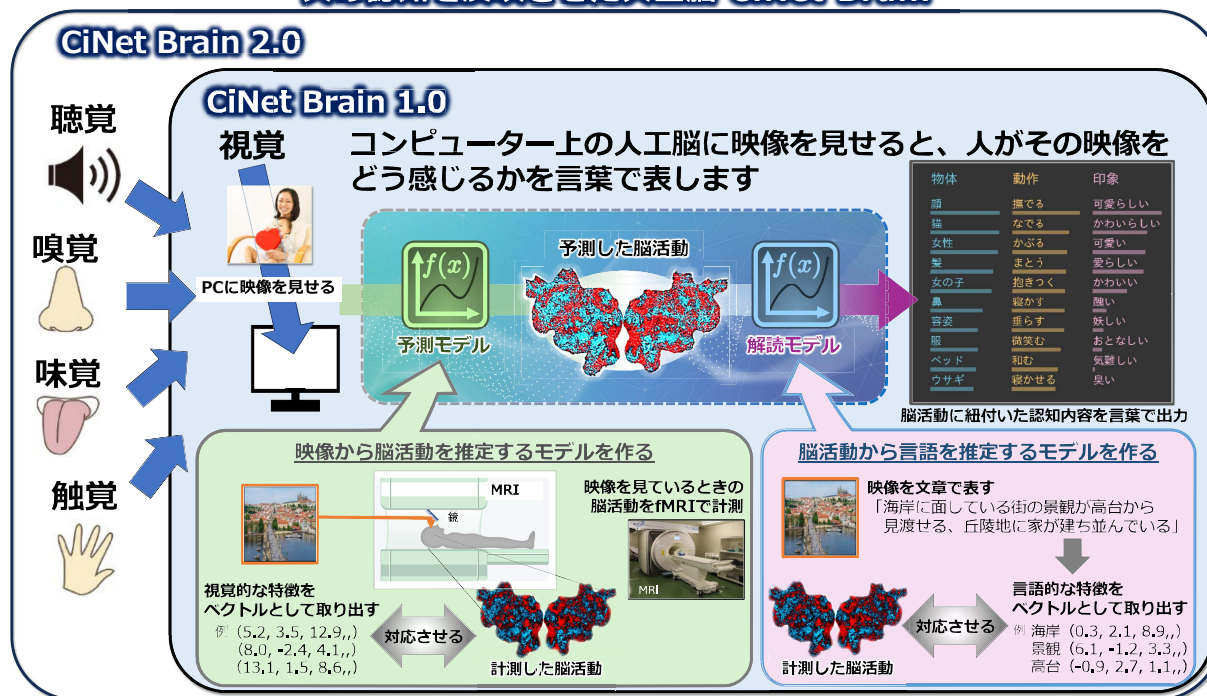 CiNet Brain 2.0
CiNet Brain 1.0
聴覚
嗅覚
味覚
触覚
視覚
コンピューター上の人工脳に映像を見せると、人がその映像を
どう感じるかを言葉で表します
PCに映像を見せる
f(x)
予測モデル
予測した脳活動
f(x)
解読モデル
物体 動作 印象
顔 撫でる 可愛らしい
猫 なでる かわいらしい
女性 かぶる 可愛い
髪 まとう 愛らしい
女の子 抱きつく かわいい
鼻 寝かす 醜い
容姿 垂らす 妖しい
服 微笑む おとなしい
ベッド 和む 気難しい
ウサギ 寝かせる 臭い
脳活動に紐付いた認知内容を言葉で出力
映像から脳活動を推定するモデルを作る
MRI
鏡
映像を見ているときの
脳活動をfMRIで計測
MRI
視覚的な特徴を
ベクトルとして取り出す
例 (5.2, 3.5, 12.9,,)
(8.0, -2.4, 4.1,,)
(13.1, 1.5, 8.6,,)
対応させる
計測した脳活動
脳活動から言語を推定するモデルを作る
映像を文章で表す
「海岸に面している街の景観が高台から
見渡せる、丘陵地に家が建ち並んでいる」
言語的な特徴を
ベクトルとして取り出す
例 海岸 (0.3, 2.1, 8.9,,)
景観 (6.1, -1.2, 3.3,,)
高台 (-0.9, 2.7, 1.1,,)
対応させる
計測した脳活動